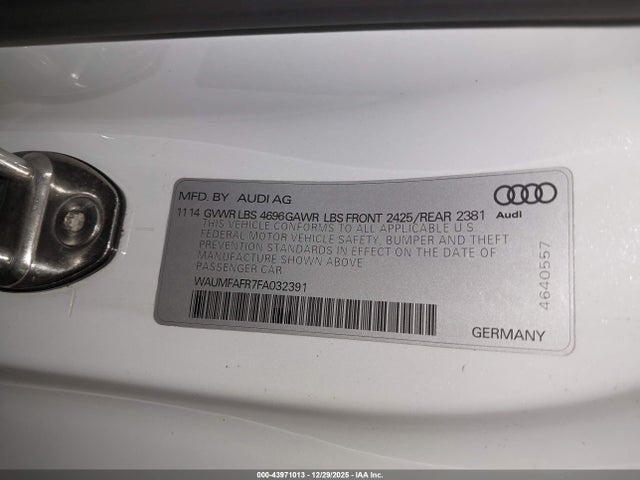 MFD. BY AUDI AG
11 14 GVWR LBS 4696GAWR LBS FRONT 2425/REAR 2381
THIS VEHICLE CONFORMS TO ALL APPLICABLE U S
FEDERAL MOTOR VEHICLE SAFETY, BUMPER AND THEFT
PREVENTION STANDARDS IN EFFECT ON THE DATE OF
MANUFACTURE SHOWN ABOVE
PASSENGER CAR
WAUMFAFR7FA032391
Audi
4640557
GERMANY
000-43971013 - 12/29/2025 - IAA Inc.